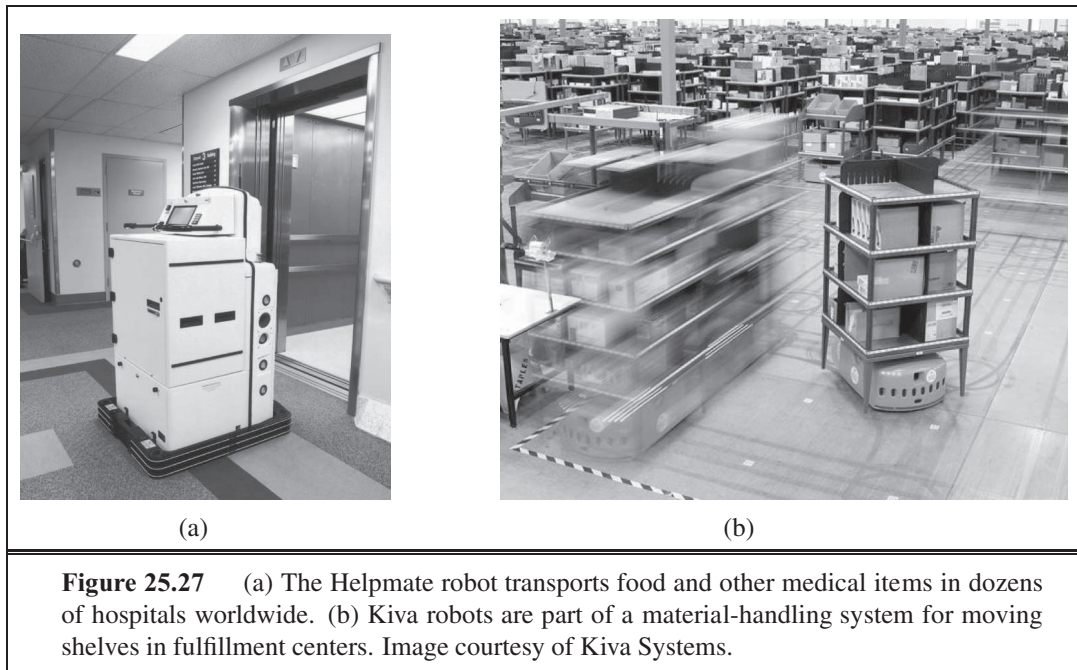 (a)
(b)
Figure 25.27 (a) The Helpmate robot transports food and other medical items in dozens
of hospitals worldwide. (b) Kiva robots are part of a material-handling system for moving
shelves in fulfillment centers. Image courtesy of Kiva Systems.